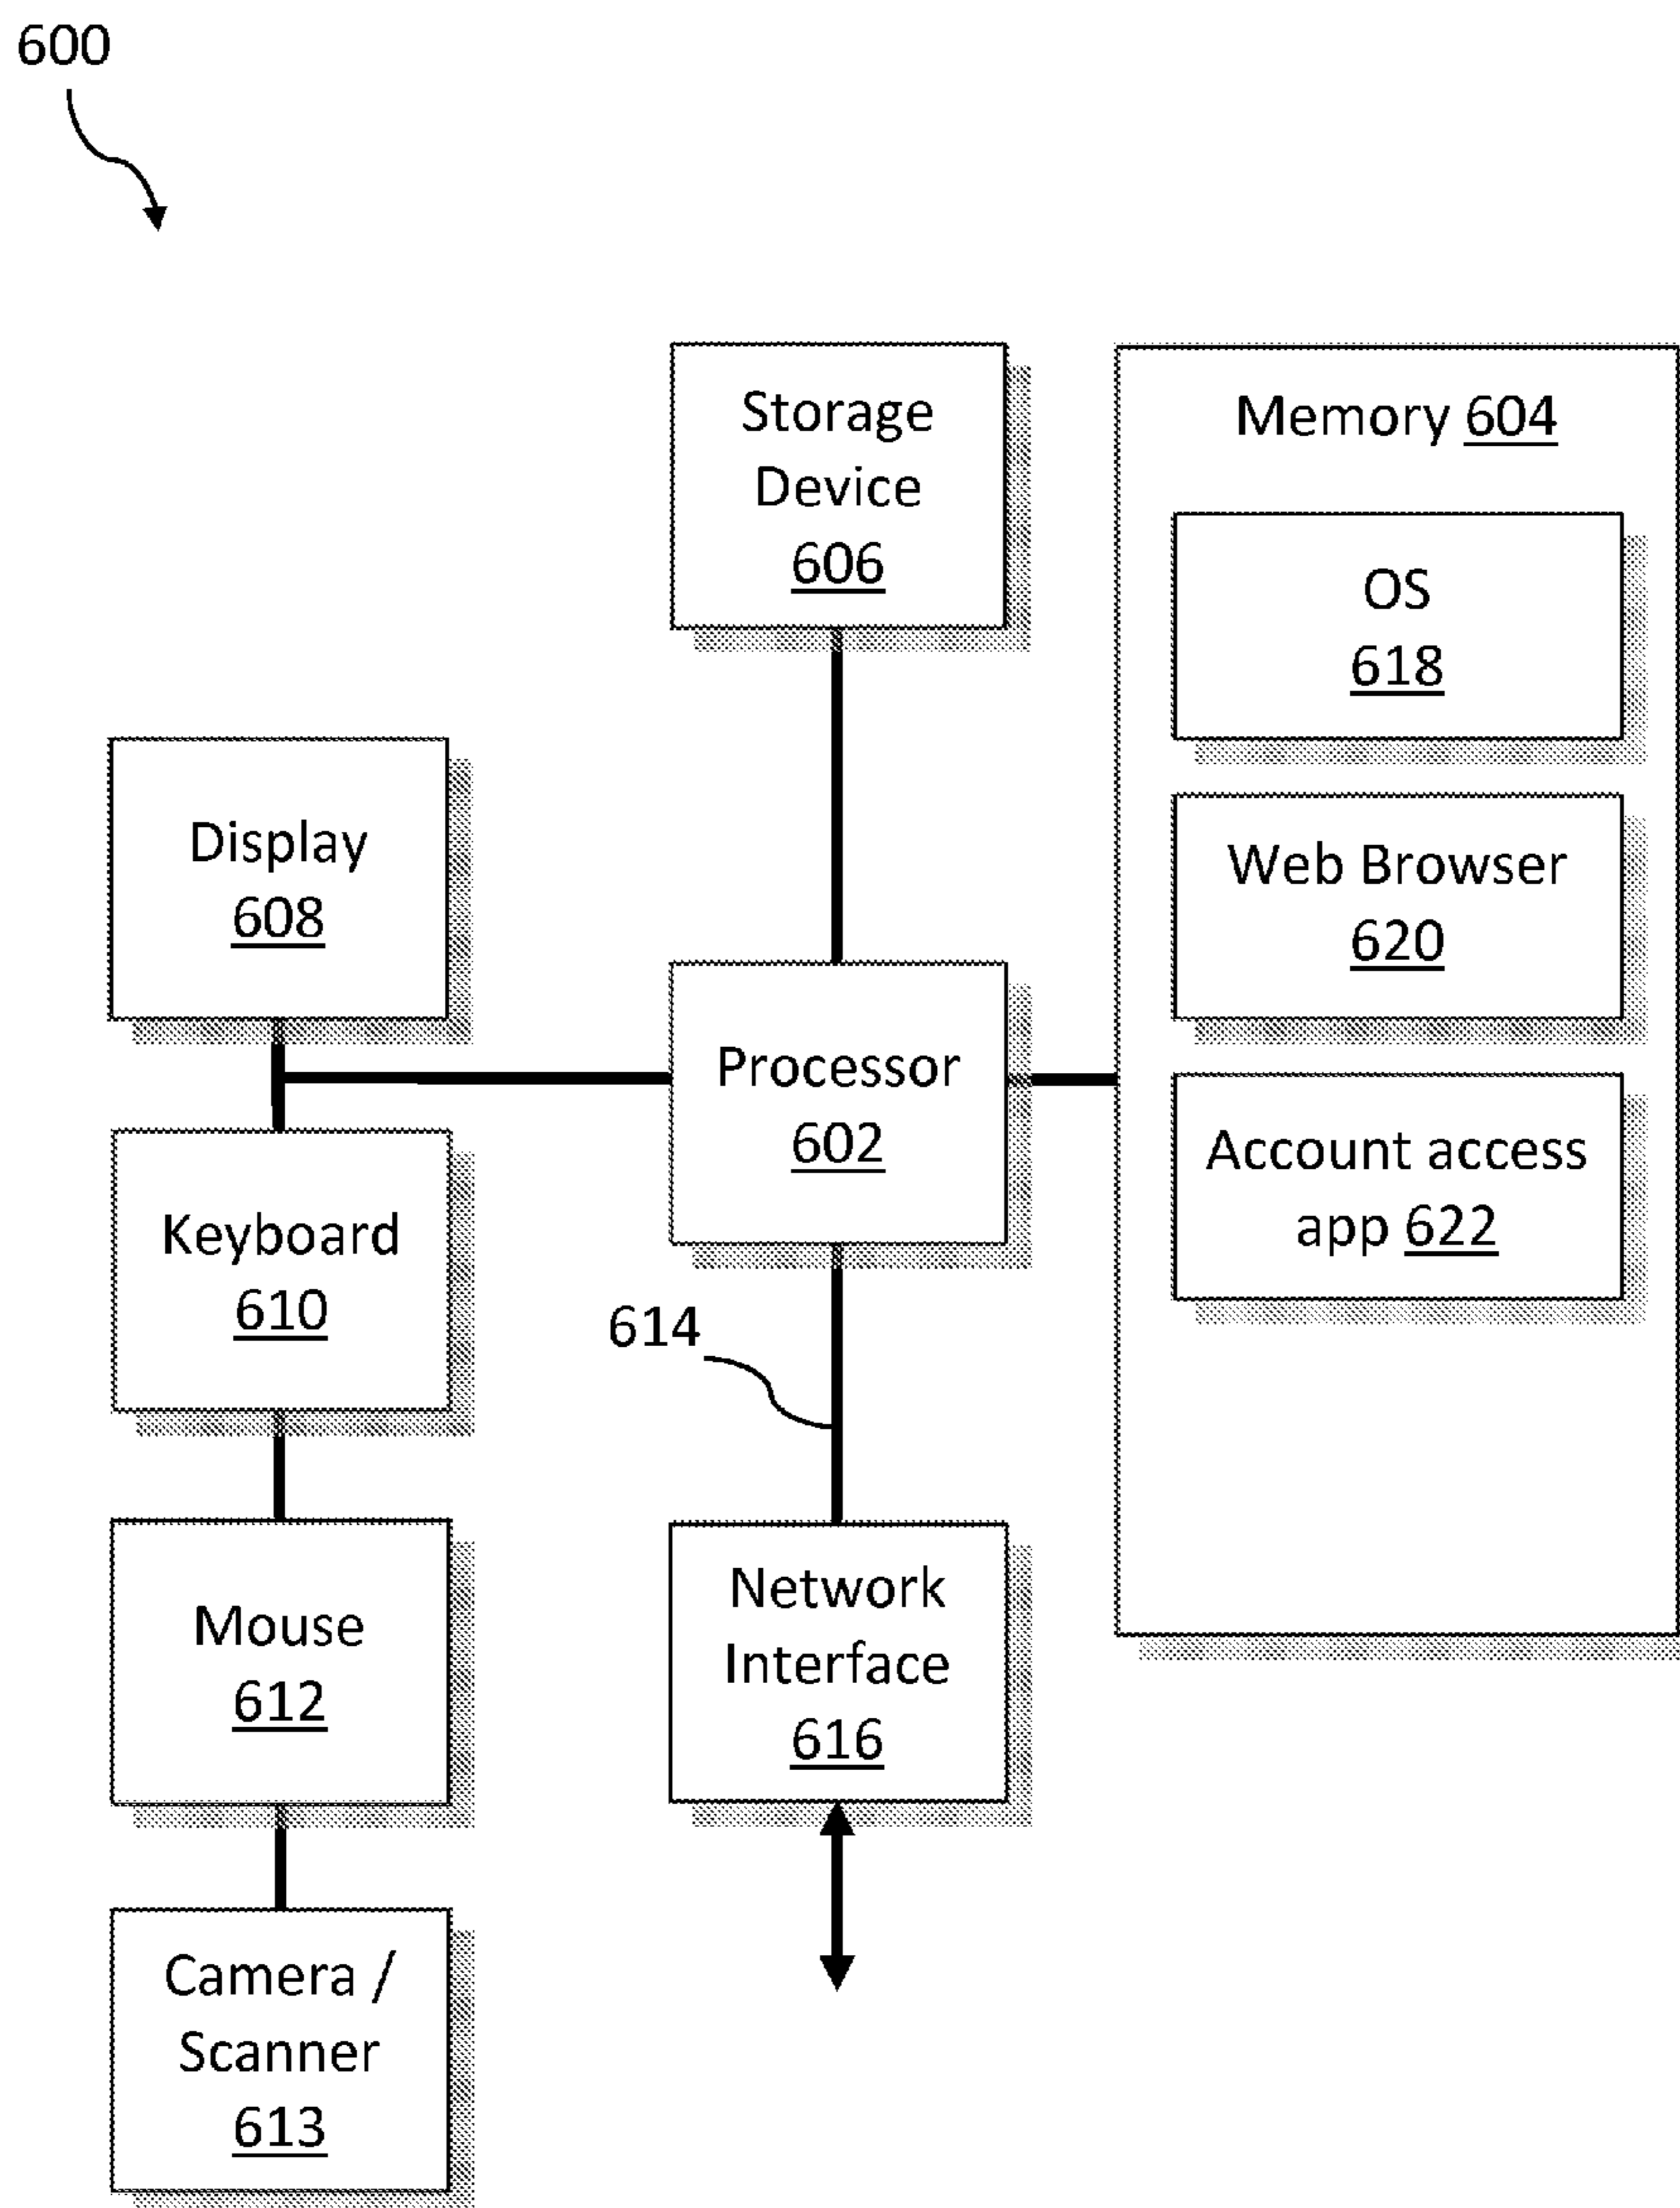 600
Storage
Device
606
Memory 604
OS
618
Web Browser
620
Account access
app 622
Display
608
Processor
602
Keyboard
610
614
Mouse
612
Network
Interface
616
Camera /
Scanner
613